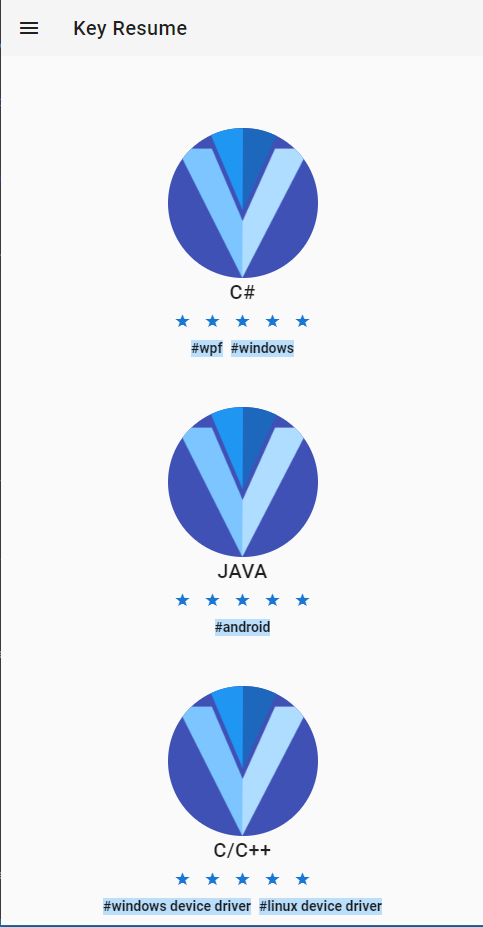 Key Resume
C#
#wpf #windows
JAVA
#android
C/C++
#windows device driver #linux device driver